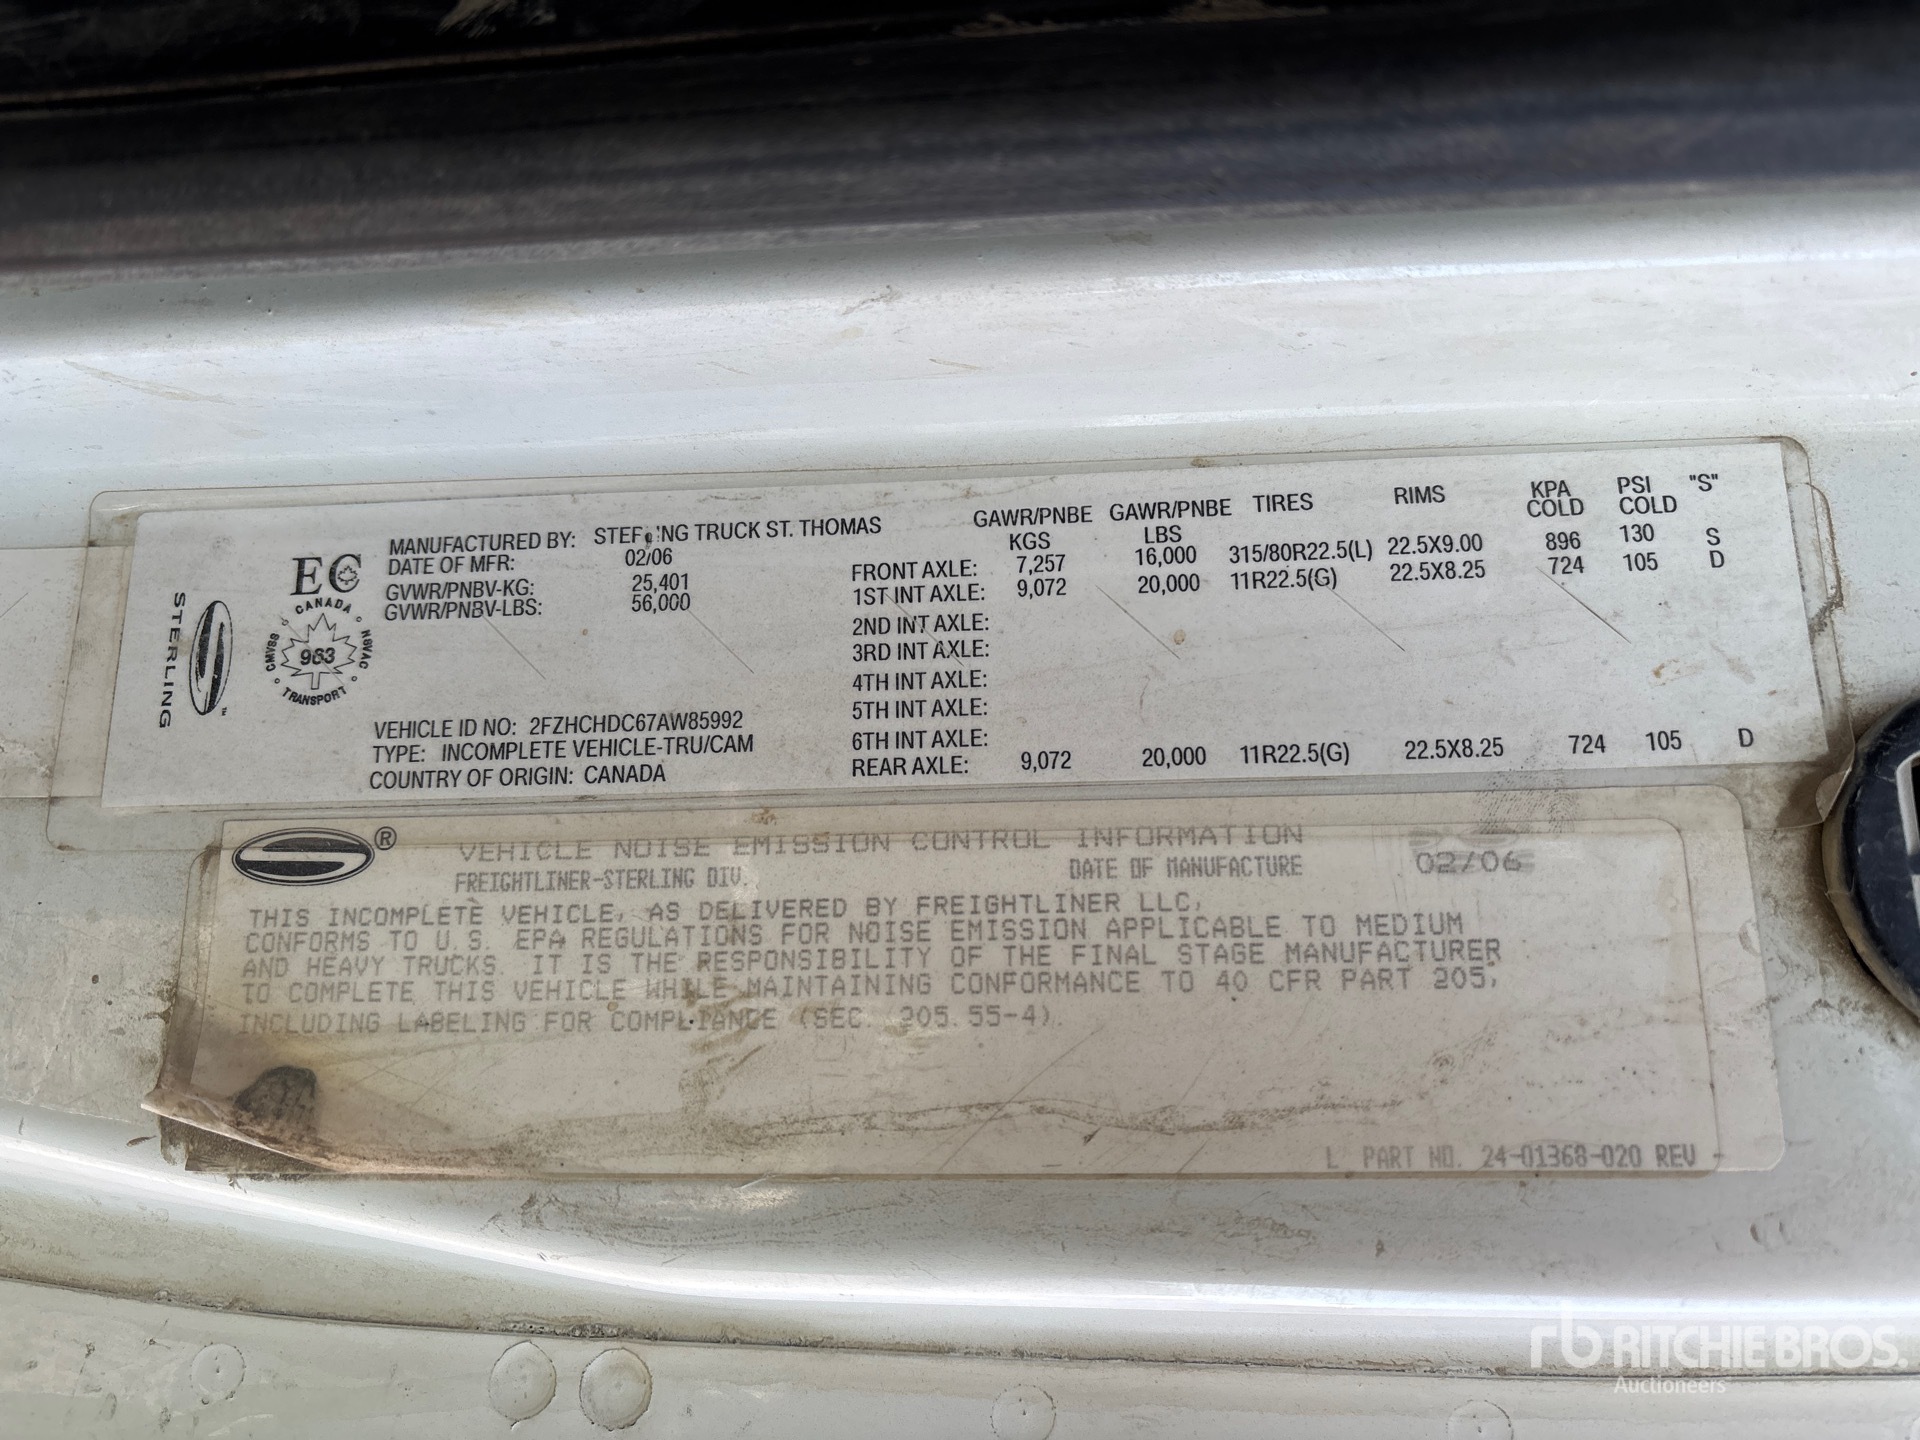 STERLING
TM
EC
CANADA
CMVSS 963 NSVAC
TRANSPORT
MANUFACTURED BY: STERLING TRUCK ST. THOMAS
DATE OF MFR: 02/06
GVWR/PNBV-KG: 25,401
GVWR/PNBV-LBS: 56,000
VEHICLE ID NO: 2FZHCHDC67AW85992
TYPE: INCOMPLETE VEHICLE-TRU/CAM
COUNTRY OF ORIGIN: CANADA
GAWR/PNBE GAWR/PNBE TIRES RIMS KPA PSI "S"
KGS LBS COLD COLD
FRONT AXLE: 7,257 16,000 315/80R22.5(L) 22.5X9.00 896 130 S
1ST INT AXLE: 9,072 20,000 11R22.5(G) 22.5X8.25 724 105 D
2ND INT AXLE:
3RD INT AXLE:
4TH INT AXLE:
5TH INT AXLE:
6TH INT AXLE:
REAR AXLE: 9,072 20,000 11R22.5(G) 22.5X8.25 724 105 D
®
VEHICLE NOISE EMISSION CONTROL INFORMATION
FREIGHTLINER-STERLING DIV. DATE OF MANUFACTURE 02/06
THIS INCOMPLETE VEHICLE, AS DELIVERED BY FREIGHTLINER LLC,
CONFORMS TO U.S. EPA REGULATIONS FOR NOISE EMISSION APPLICABLE TO MEDIUM
AND HEAVY TRUCKS. IT IS THE RESPONSIBILITY OF THE FINAL STAGE MANUFACTURER
TO COMPLETE THIS VEHICLE WHILE MAINTAINING CONFORMANCE TO 40 CFR PART 205,
INCLUDING LABELING FOR COMPLIANCE (SEC. 205.55-4).
L PART NO. 24-01368-020 REV -
rb RITCHIE BROS.
Auctioneers